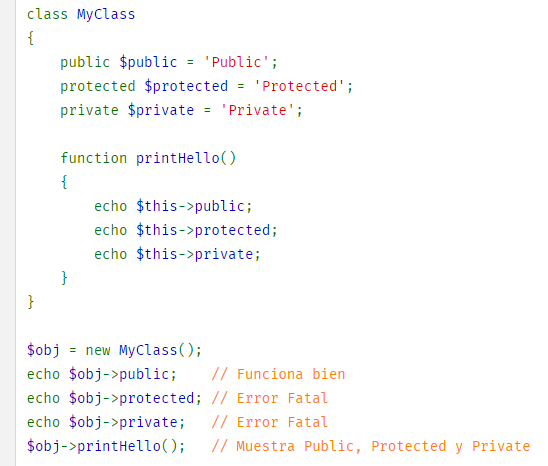 class MyClass
{
    public $public = 'Public';
    protected $protected = 'Protected';
    private $private = 'Private';

    function printHello()
    {
        echo $this->public;
        echo $this->protected;
        echo $this->private;
    }
}

$obj = new MyClass();
echo $obj->public;    // Funciona bien
echo $obj->protected; // Error Fatal
echo $obj->private;   // Error Fatal
$obj->printHello();   // Muestra Public, Protected y Private